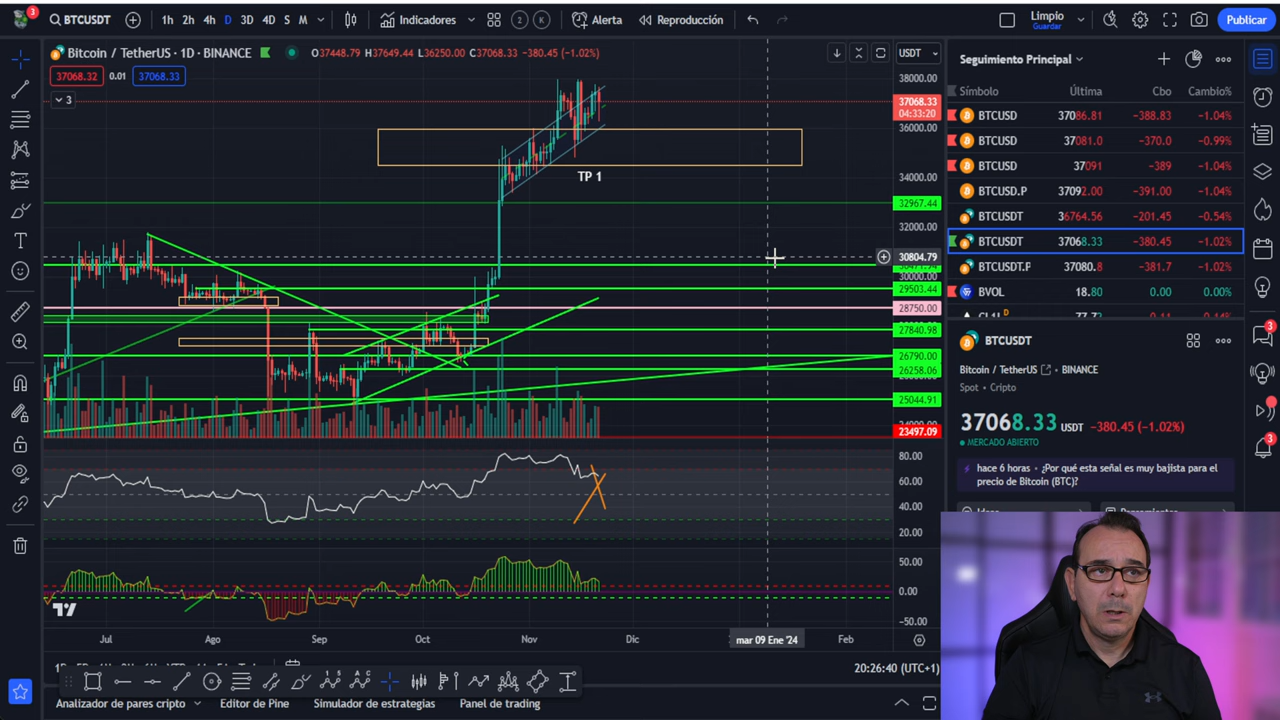 3
BTCUSDT
1h 2h 4h D 3D 4D S M
Indicadores
2 K
Alerta
Reproducción
Limpio
Guardar
Publicar
Bitcoin / TetherUS · 1D · BINANCE
O37448.79 H37649.44 L36250.00 C37068.33 −380.45 (−1.02%)
USDT
37068.32 0.01 37068.33
3
38000.00
37068.33
04:33:20
36000.00
34000.00
32967.44
32000.00
30804.79
30000.00
29503.44
28750.00
27840.98
26790.00
26258.06
25044.91
23497.09
TP 1
80.00
60.00
40.00
20.00
50.00
0.00
−50.00
Jul Ago Sep Oct Nov Dic mar 09 Ene '24 Feb
20:26:40 (UTC+1)
Analizador de pares cripto Editor de Pine Simulador de estrategias Panel de trading
Seguimiento Principal
Símbolo Última Cbo Cambio%
BTCUSD 37086.81 −388.83 −1.04%
BTCUSD 37081.0 −370.0 −0.99%
BTCUSD 37091 −389 −1.04%
BTCUSD.P 37092.00 −391.00 −1.04%
BTCUSDT 36764.56 −201.45 −0.54%
BTCUSDT 37068.33 −380.45 −1.02%
BTCUSDT.P 37080.8 −381.7 −1.02%
BVOL 18.80 0.00 0.00%
BTCUSDT
Bitcoin / TetherUS · BINANCE
Spot · Cripto
37068.33 USDT −380.45 (−1.02%)
MERCADO ABIERTO
hace 6 horas · ¿Por qué esta señal es muy bajista para el
precio de Bitcoin (BTC)?
3
3